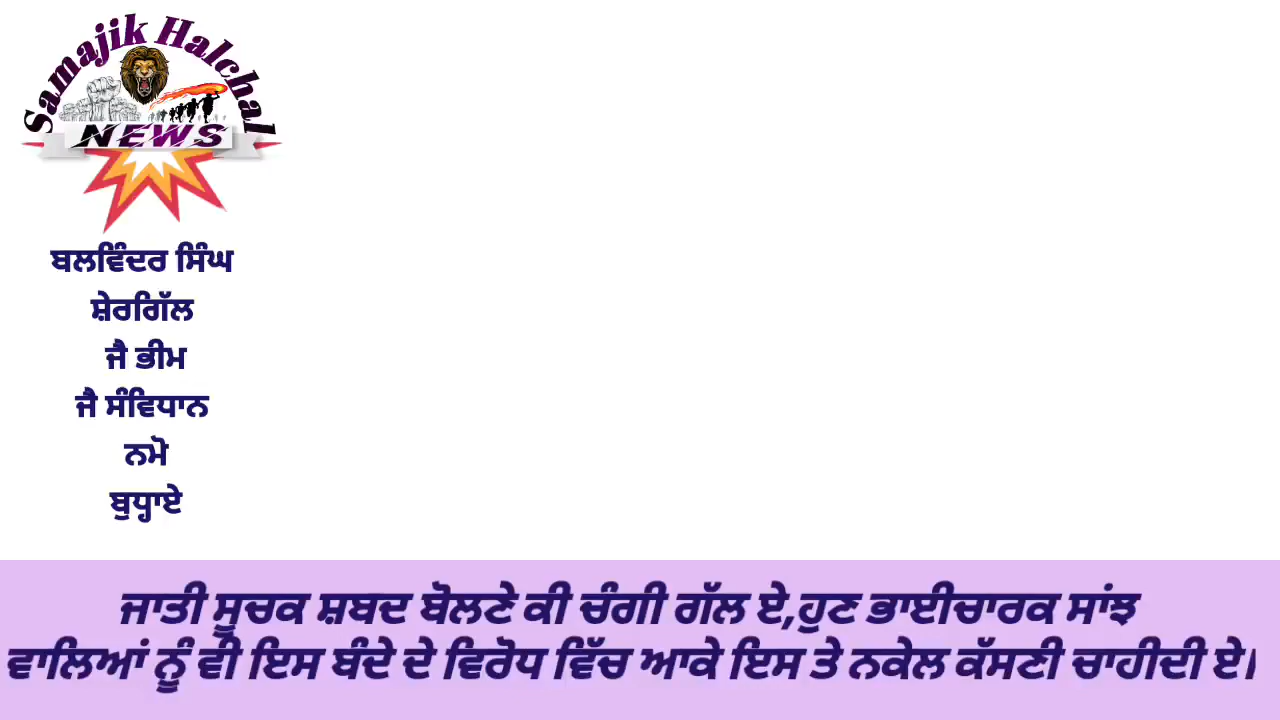 Samajik Halchal
NEWS
ਬਲਵਿੰਦਰ ਸਿੰਘ
ਸ਼ੇਰਗਿੱਲ
ਜੈ ਭੀਮ
ਜੈ ਸੰਵਿਧਾਨ
ਨਮੋ
ਬੁਧ੍ਹਾਏ
ਜਾਤੀ ਸੂਚਕ ਸ਼ਬਦ ਬੋਲਣੇ ਕੀ ਚੰਗੀ ਗੱਲ ਏ,ਹੁਣ ਭਾਈਚਾਰਕ ਸਾਂਝ
ਵਾਲਿਆਂ ਨੂੰ ਵੀ ਇਸ ਬੰਦੇ ਦੇ ਵਿਰੋਧ ਵਿੱਚ ਆਕੇ ਇਸ ਤੇ ਨਕੇਲ ਕੱਸਣੀ ਚਾਹੀਦੀ ਏ।